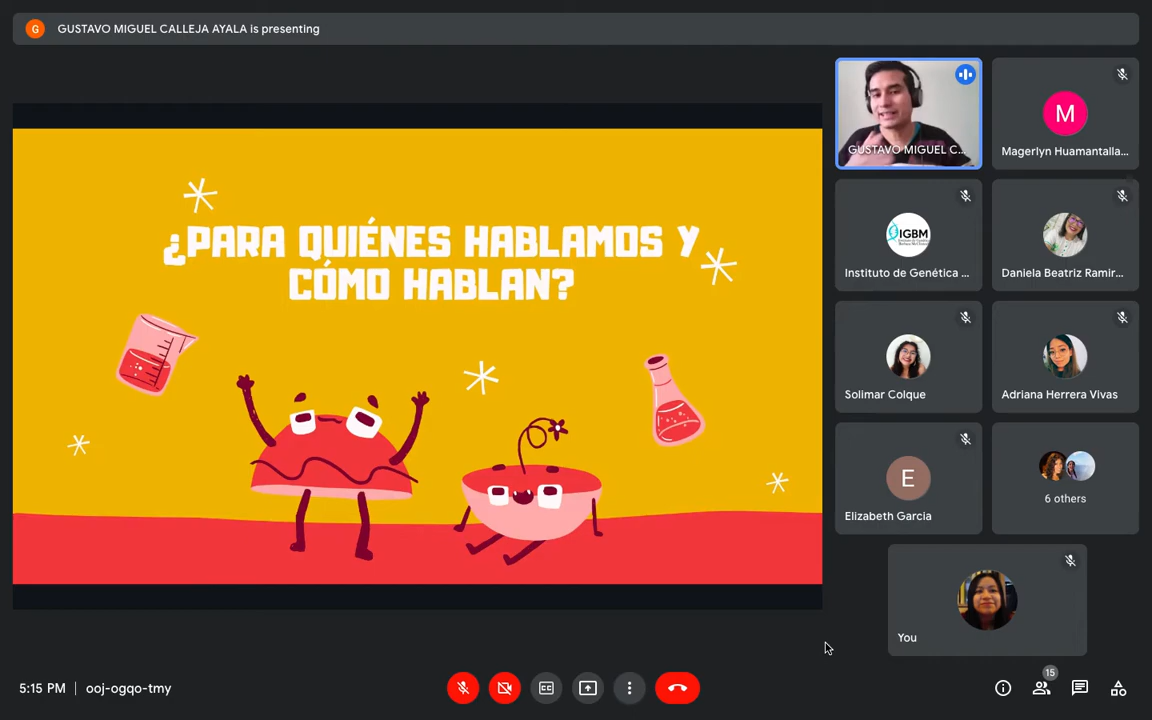 G
GUSTAVO MIGUEL CALLEJA AYALA is presenting
¿PARA QUIÉNES HABLAMOS Y
CÓMO HABLAN?
GUSTAVO MIGUEL C...
M
Magerlyn Huamantalla...
IGBM
Instituto de Genética ...
Daniela Beatriz Ramir...
Solimar Colque
Adriana Herrera Vivas
E
Elizabeth Garcia
6 others
You
5:15 PM | ooj-ogqo-tmy
CC
15